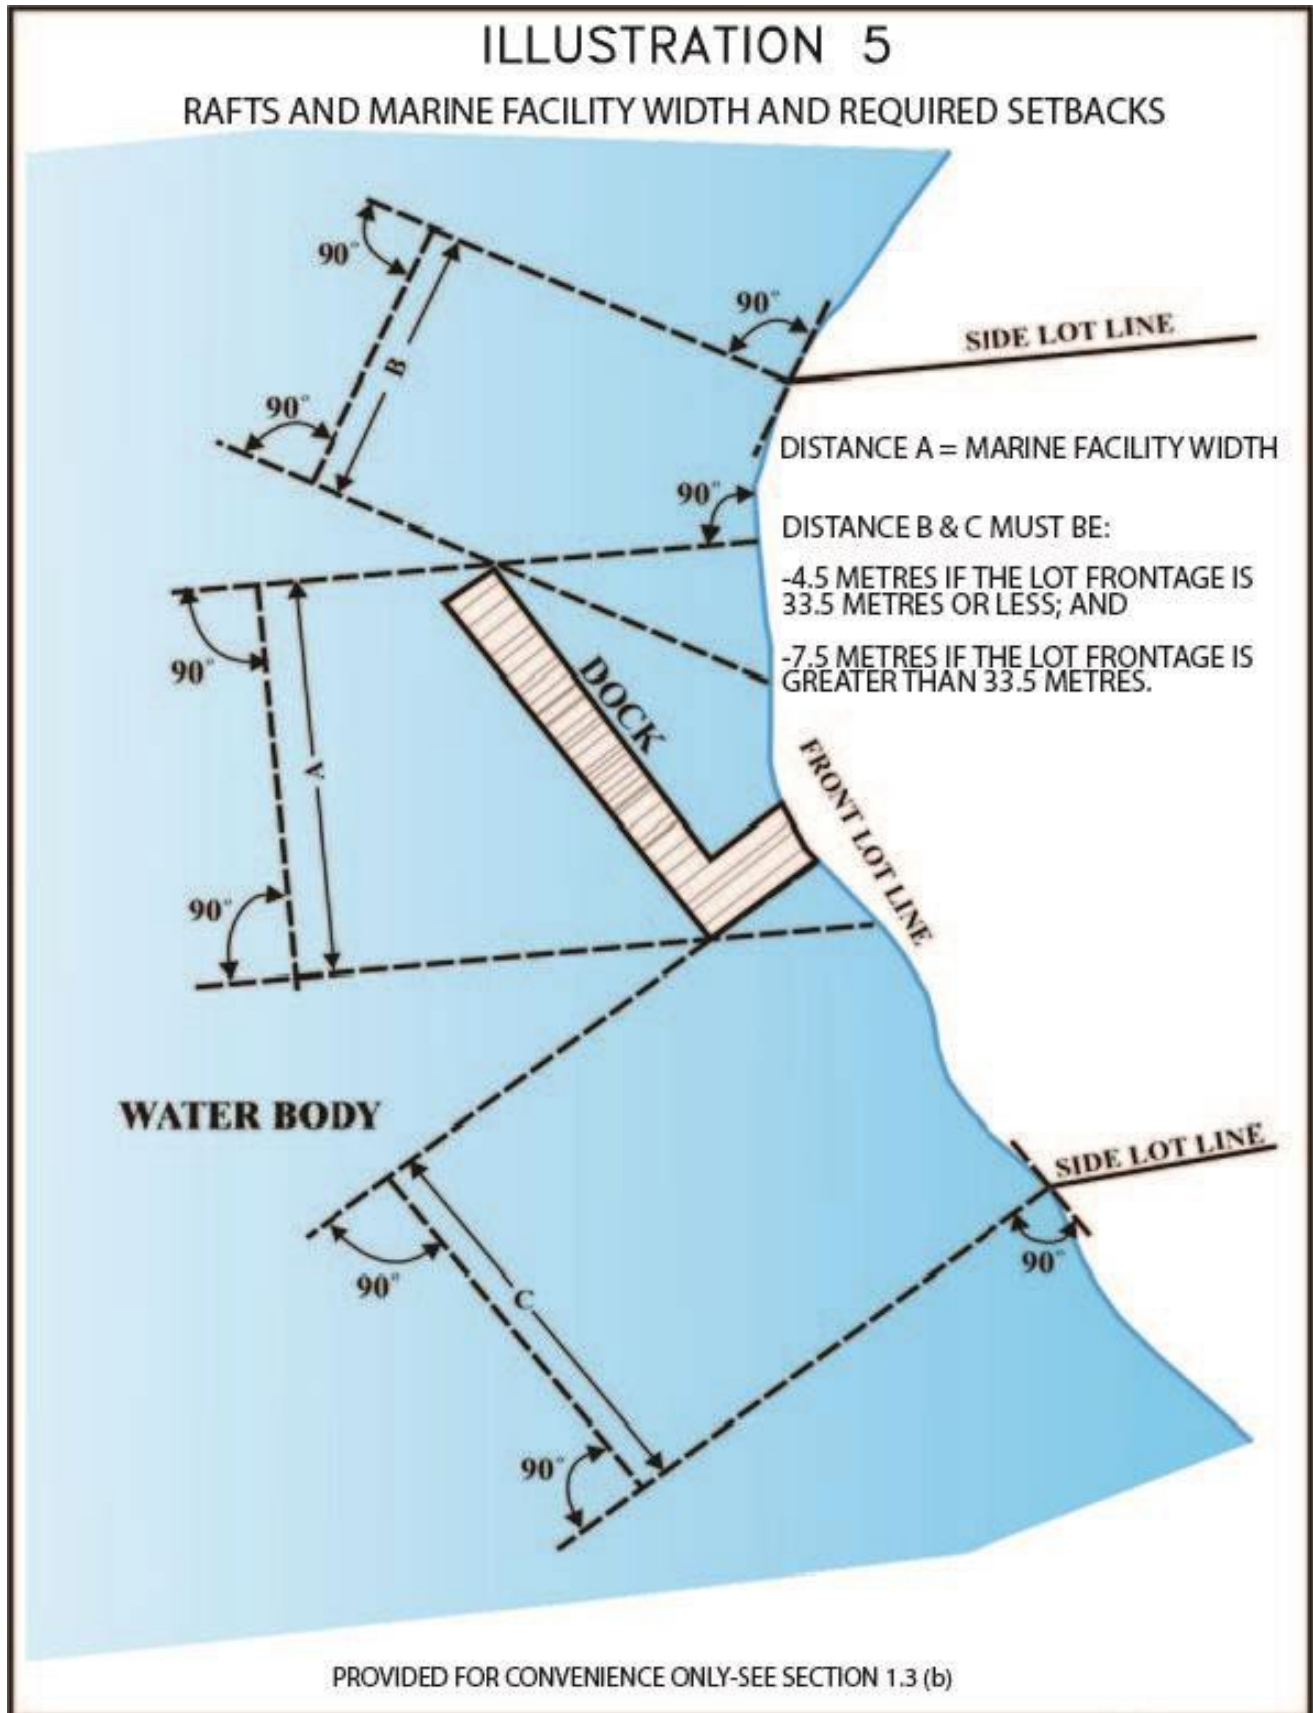 ILLUSTRATION 5
RAFTS AND MARINE FACILITY WIDTH AND REQUIRED SETBACKS
90°
90°
SIDE LOT LINE
B
90°
DISTANCE A = MARINE FACILITY WIDTH
90°
DISTANCE B & C MUST BE:
-4.5 METRES IF THE LOT FRONTAGE IS
33.5 METRES OR LESS; AND
-7.5 METRES IF THE LOT FRONTAGE IS
GREATER THAN 33.5 METRES.
90°
DOCK
A
FRONT LOT LINE
90°
WATER BODY
SIDE LOT LINE
90°
90°
C
90°
PROVIDED FOR CONVENIENCE ONLY-SEE SECTION 1.3 (b)